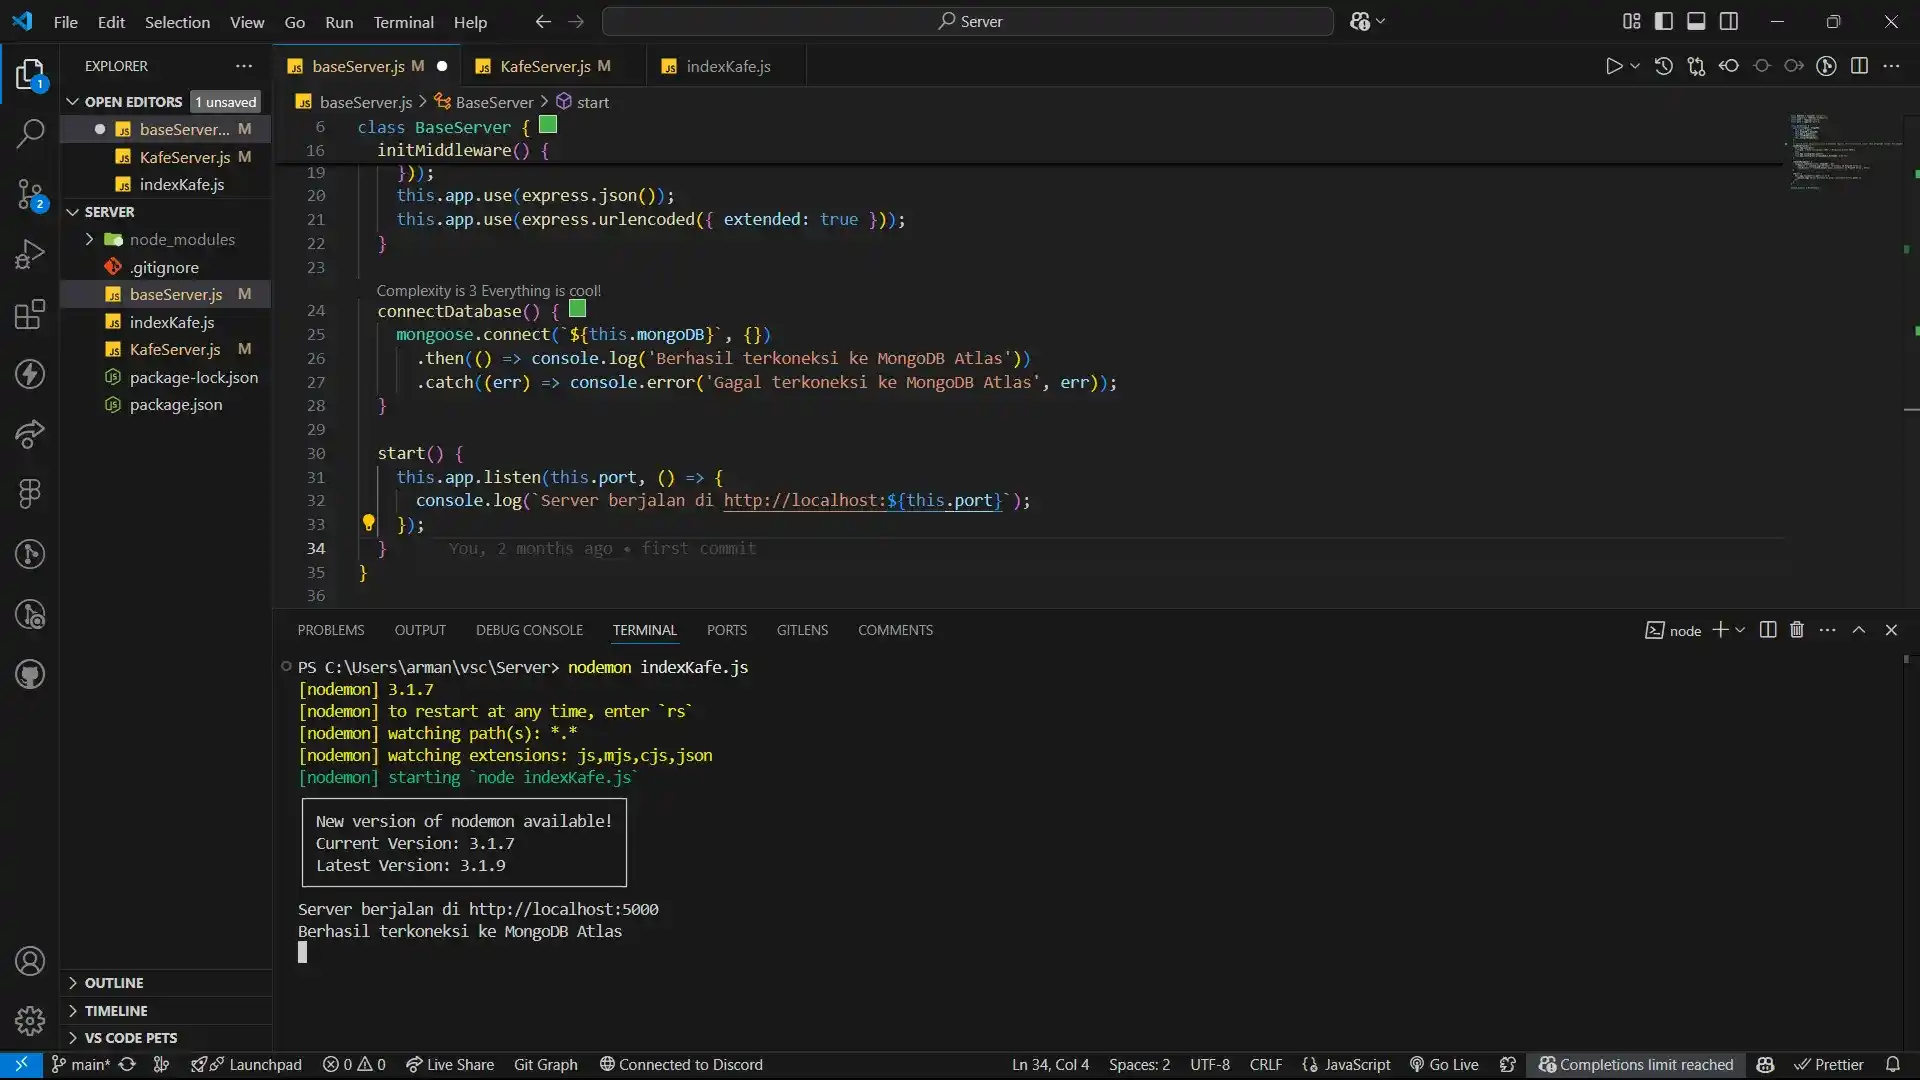 File Edit Selection View Go Run Terminal Help
Server
EXPLORER
OPEN EDITORS 1 unsaved
baseServer... M
KafeServer.js M
indexKafe.js
SERVER
node_modules
.gitignore
baseServer.js M
indexKafe.js
KafeServer.js M
package-lock.json
package.json
OUTLINE
TIMELINE
VS CODE PETS
1
2
baseServer.js M
KafeServer.js M
indexKafe.js
baseServer.js > BaseServer > start
6 class BaseServer {
16 initMiddleware() {
19 }));
20 this.app.use(express.json());
21 this.app.use(express.urlencoded({ extended: true }));
22 }
23
Complexity is 3 Everything is cool!
24 connectDatabase() {
25 mongoose.connect(`${this.mongoDB}`, {})
26 .then(() => console.log('Berhasil terkoneksi ke MongoDB Atlas'))
27 .catch((err) => console.error('Gagal terkoneksi ke MongoDB Atlas', err));
28 }
29
30 start() {
31 this.app.listen(this.port, () => {
32 console.log(`Server berjalan di http://localhost:${this.port}`);
33 });
34 } You, 2 months ago • first commit
35 }
36
PROBLEMS OUTPUT DEBUG CONSOLE TERMINAL PORTS GITLENS COMMENTS
node
PS C:\Users\arman\vsc\Server> nodemon indexKafe.js
[nodemon] 3.1.7
[nodemon] to restart at any time, enter `rs`
[nodemon] watching path(s): *.*
[nodemon] watching extensions: js,mjs,cjs,json
[nodemon] starting `node indexKafe.js`
New version of nodemon available!
Current Version: 3.1.7
Latest Version: 3.1.9
Server berjalan di http://localhost:5000
Berhasil terkoneksi ke MongoDB Atlas
main* Launchpad 0 0 Live Share Git Graph Connected to Discord Ln 34, Col 4 Spaces: 2 UTF-8 CRLF {} JavaScript Go Live Completions limit reached Prettier